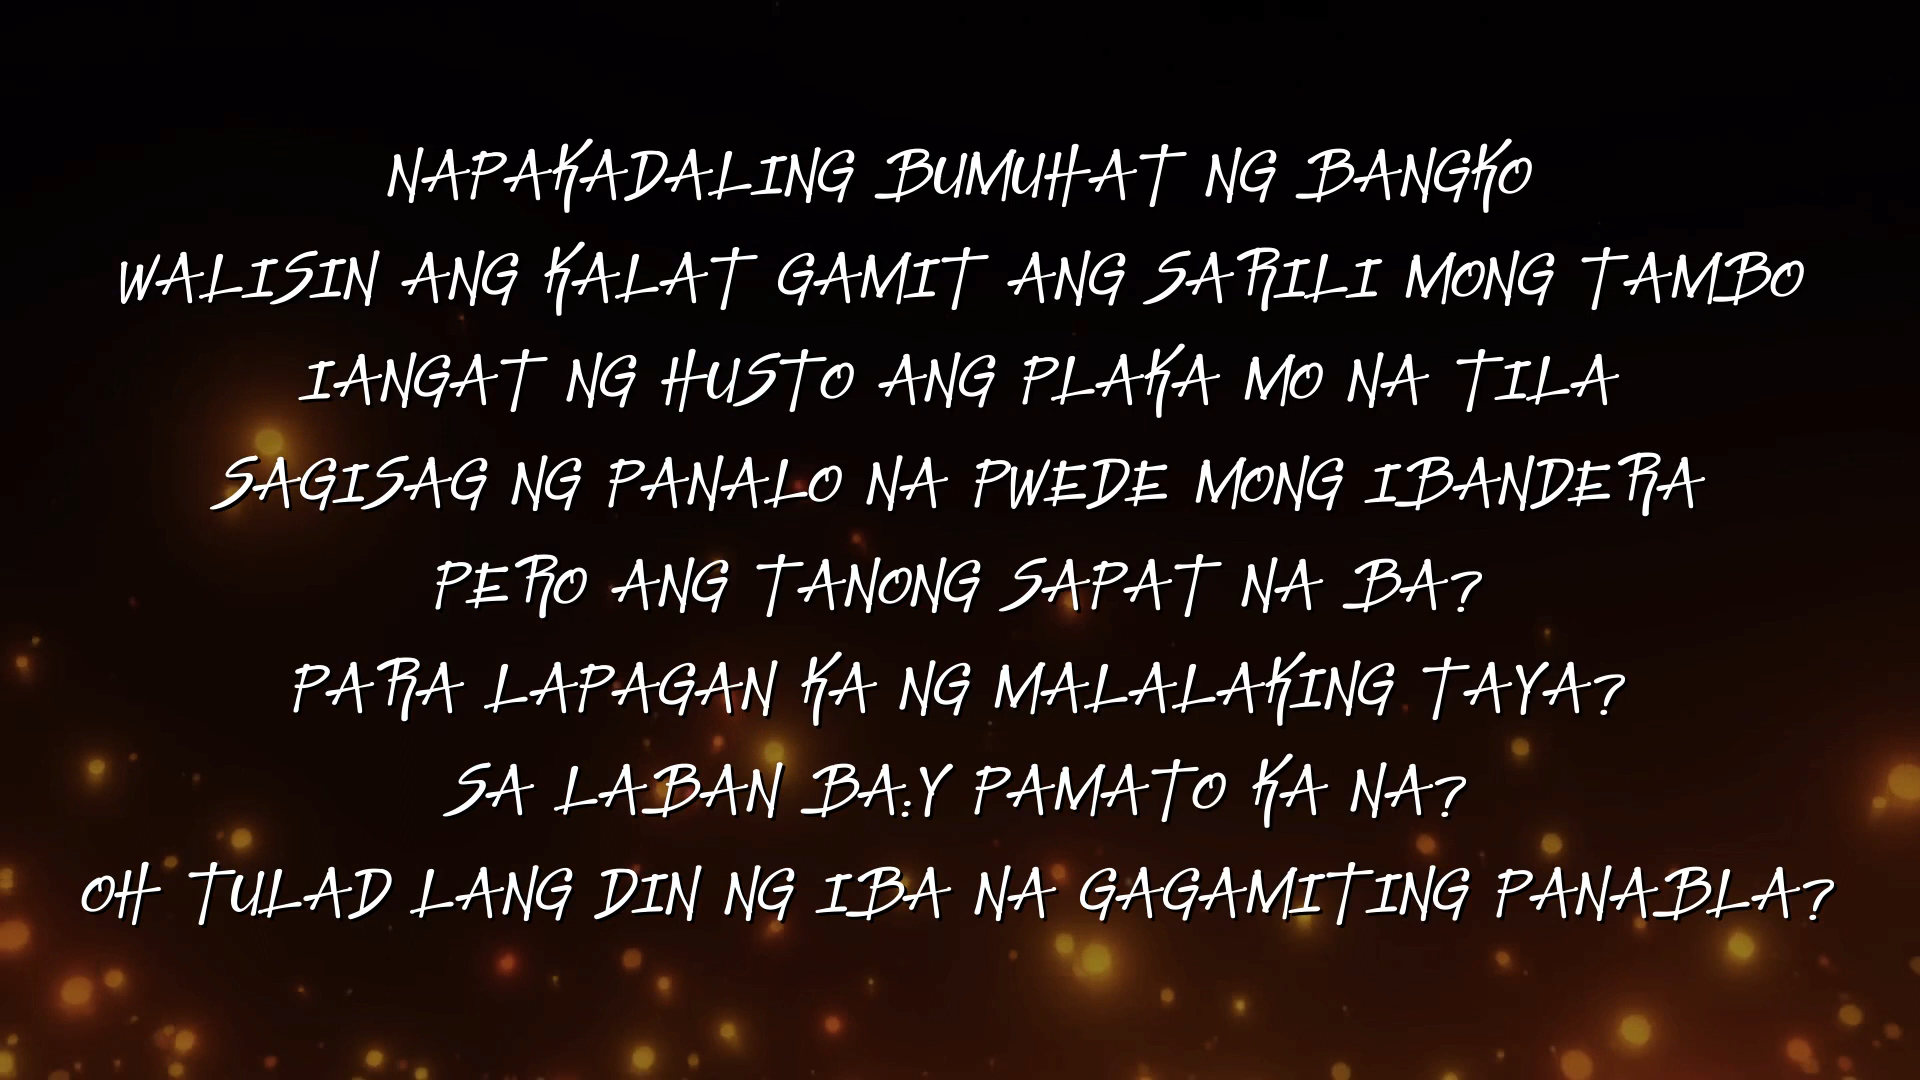 NAPAKADALING BUMUHAT NG BANGKO
WALISIN ANG KALAT GAMIT ANG SARILI MONG TAMBO
IANGAT NG HUSTO ANG PLAKA MO NA TILA
SAGISAG NG PANALO NA PWEDE MONG IBANDERA
PERO ANG TANONG SAPAT NA BA?
PARA LAPAGAN KA NG MALALAKING TAYA?
SA LABAN BA;Y PAMATO KA NA?
OH TULAD LANG DIN NG IBA NA GAGAMITING PANABLA?